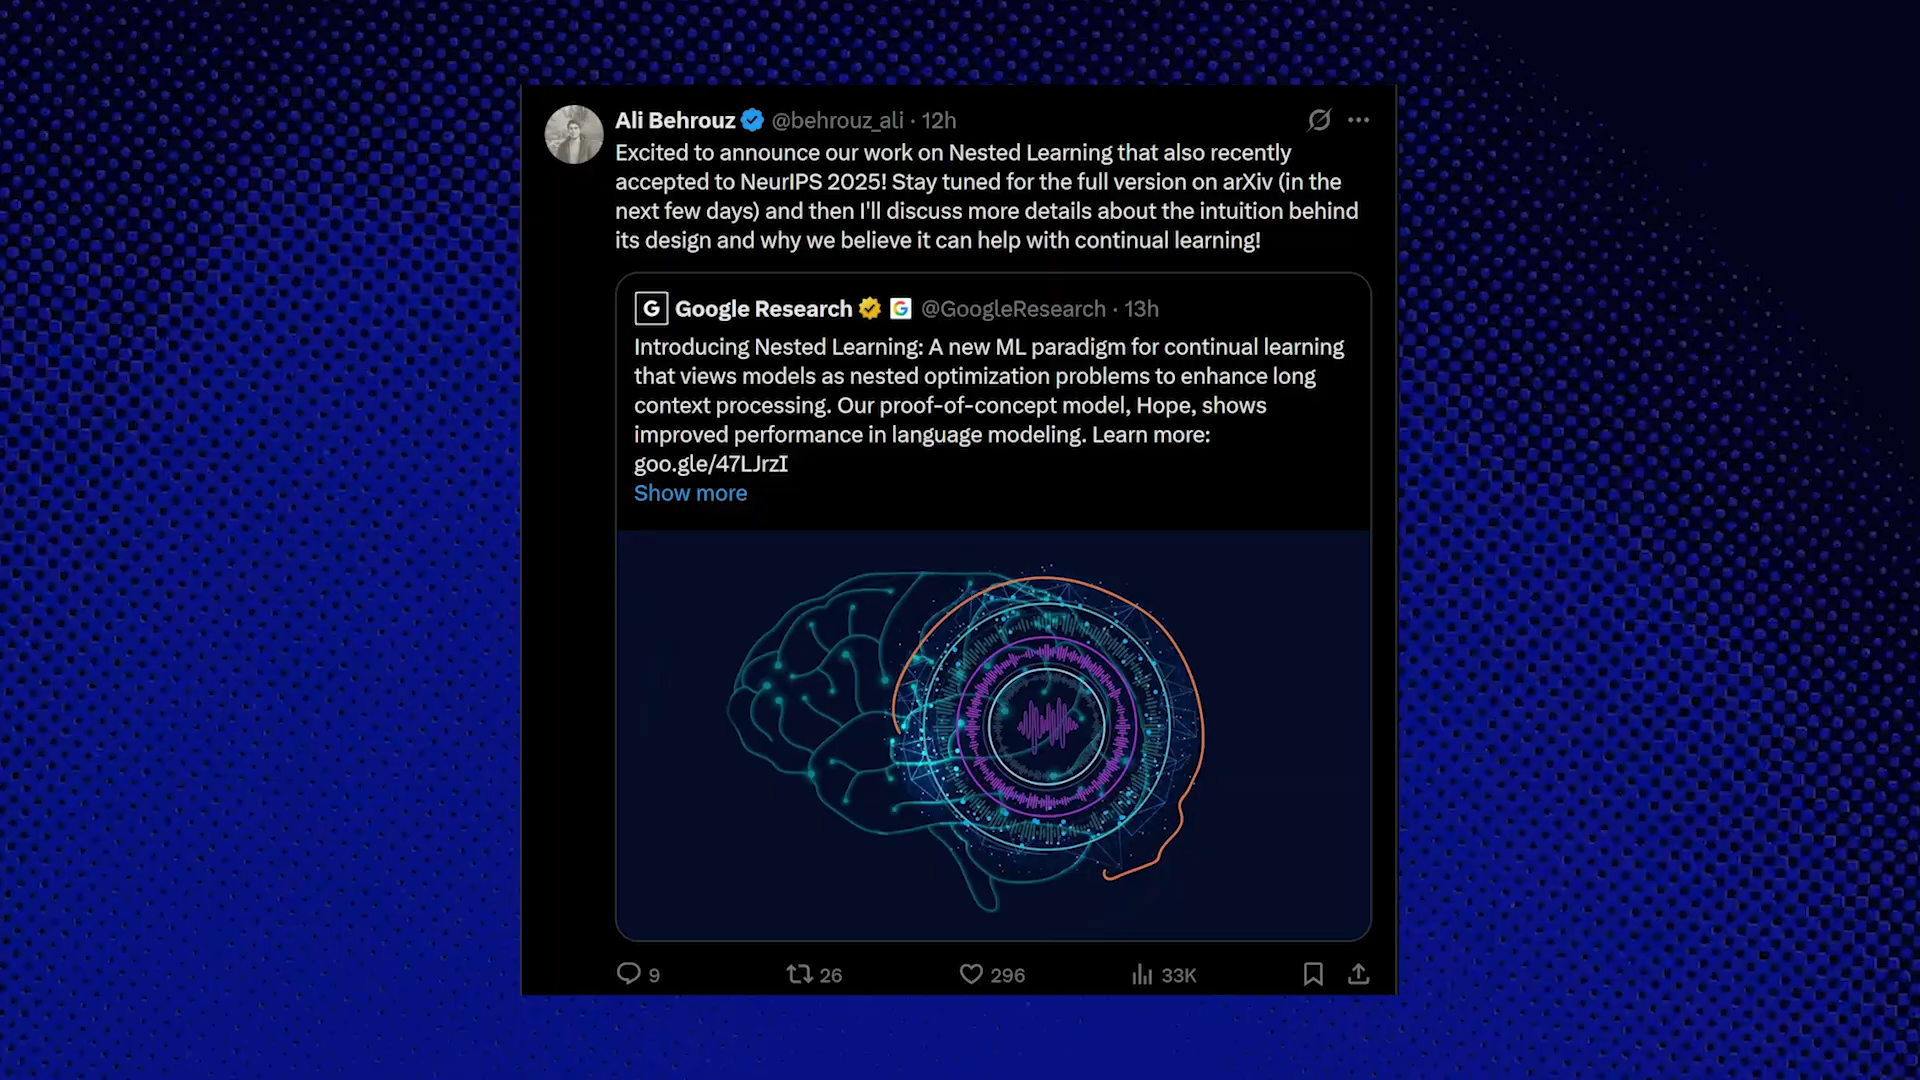 Ali Behrouz @behrouz_ali · 12h
Excited to announce our work on Nested Learning that also recently
accepted to NeurIPS 2025! Stay tuned for the full version on arXiv (in the
next few days) and then I'll discuss more details about the intuition behind
its design and why we believe it can help with continual learning!
G Google Research G @GoogleResearch · 13h
Introducing Nested Learning: A new ML paradigm for continual learning
that views models as nested optimization problems to enhance long
context processing. Our proof-of-concept model, Hope, shows
improved performance in language modeling. Learn more:
goo.gle/47LJrzI
Show more
9 26 296 33K